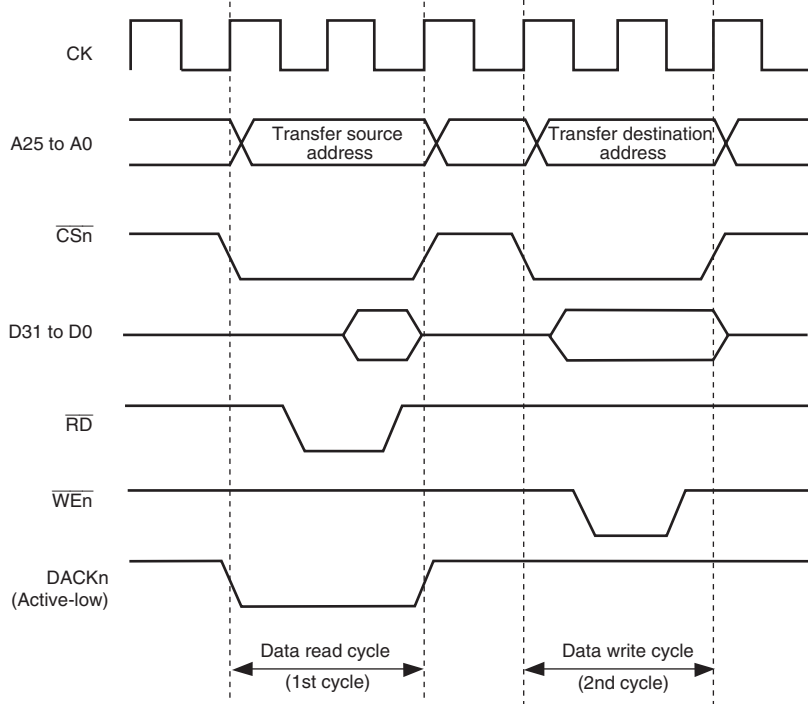 CK
A25 to A0
Transfer source
address
Transfer destination
address
CSn
D31 to D0
RD
WEn
DACKn
(Active-low)
Data read cycle
(1st cycle)
Data write cycle
(2nd cycle)